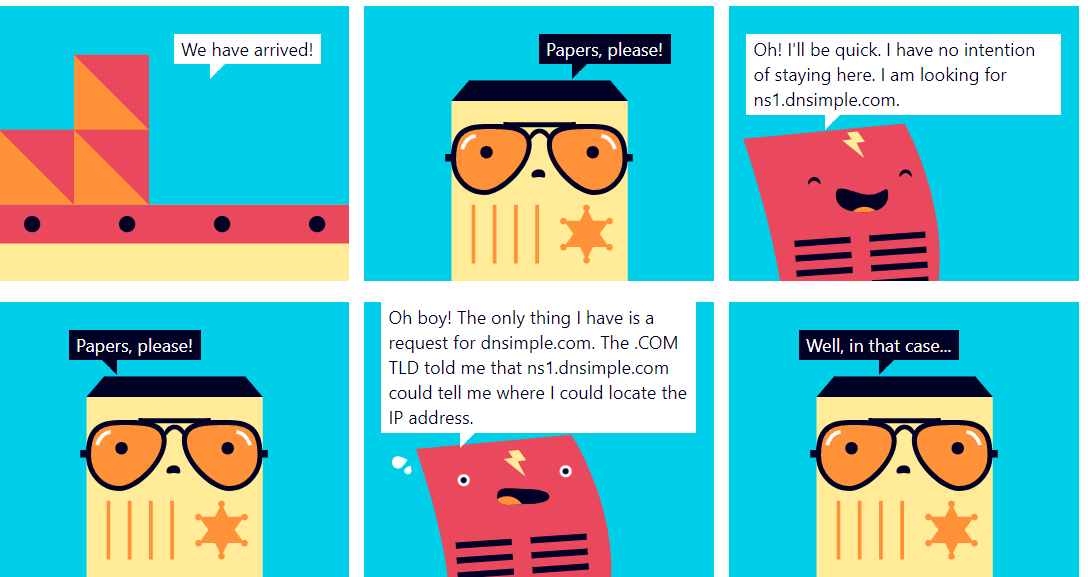 We have arrived!
Papers, please!
Oh! I'll be quick. I have no intention
of staying here. I am looking for
ns1.dnsimple.com.
Papers, please!
Oh boy! The only thing I have is a
request for dnsimple.com. The .COM
TLD told me that ns1.dnsimple.com
could tell me where I could locate the
IP address.
Well, in that case...